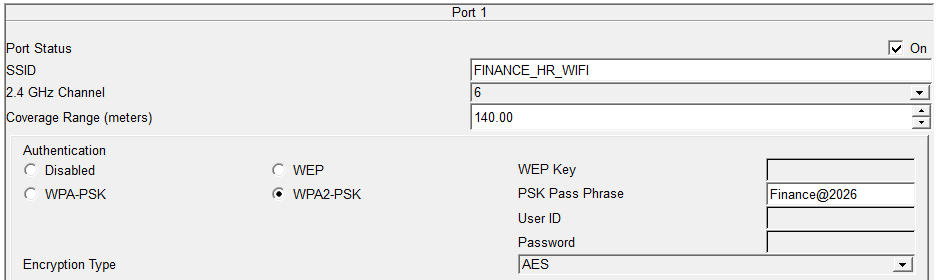 Port 1
Port Status On
SSID FINANCE_HR_WIFI
2.4 GHz Channel 6
Coverage Range (meters) 140.00
Authentication
Disabled WEP WEP Key
WPA-PSK WPA2-PSK PSK Pass Phrase Finance@2026
User ID
Password
Encryption Type AES